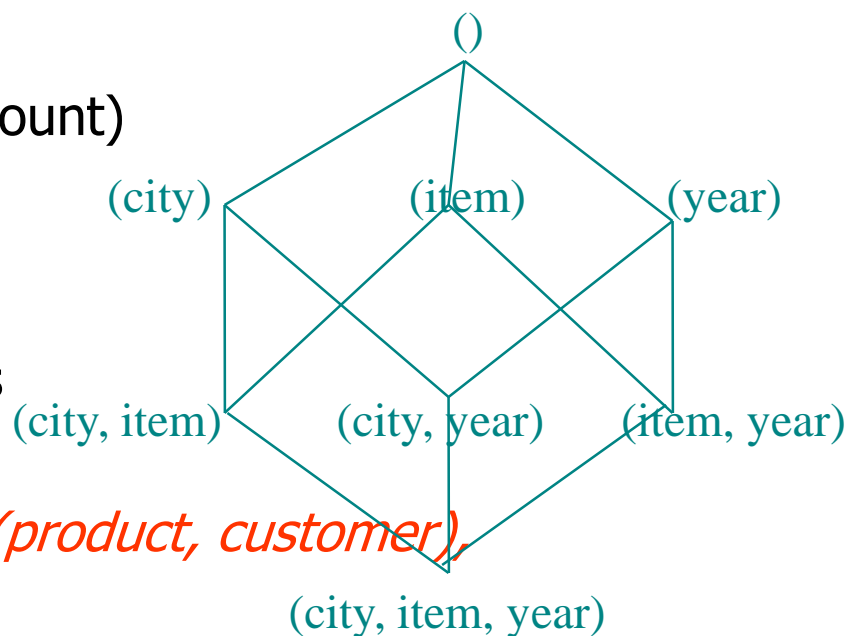 ()
ount)
(city) (item) (year)
s
(city, item) (city, year) (item, year)
(product, customer),
(city, item, year)